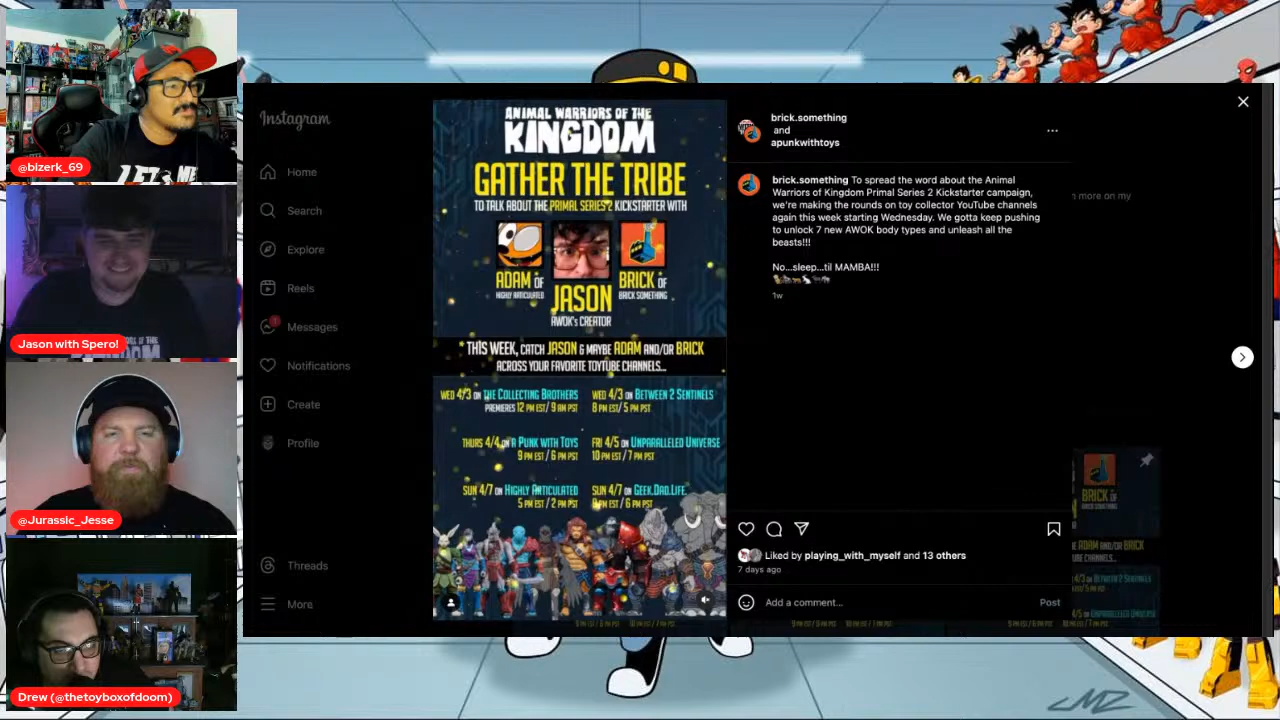 @bizerk_69
Jason with Spero!
@Jurassic_Jesse
Drew (@thetoyboxofdoom)
Instagram
Home
Search
Explore
Reels
1
Messages
Notifications
Create
Profile
Threads
More
ANIMAL WARRIORS OF THE
KINGDOM
GATHER THE TRIBE
TO TALK ABOUT THE PRIMAL SERIES 2 KICKSTARTER WITH
ADAM OF
HIGHLY ARTICULATED
JASON
AWOK'S CREATOR
BRICK OF
BRICK SOMETHING
THIS WEEK, CATCH JASON & MAYBE ADAM AND/OR BRICK
ACROSS YOUR FAVORITE TOYTUBE CHANNELS...
WED 4/3 ON THE COLLECTING BROTHERS
PREMIERES 12 PM EST/ 9 AM PST
WED 4/3 ON BETWEEN 2 SENTINELS
8 PM EST/ 5 PM PST
THURS 4/4 ON A PUNK WITH TOYS
9 PM EST / 6 PM PST
FRI 4/5 ON UNPARALLELED UNIVERSE
10 PM EST / 7 PM PST
SUN 4/7 ON HIGHLY ARTICULATED
5 PM EST / 2 PM PST
SUN 4/7 ON GEEK.DAD.LIFE.
9 PM EST / 6 PM PST
brick.something
and
apunkwithtoys
brick.something To spread the word about the Animal
Warriors of Kingdom Primal Series 2 Kickstarter campaign,
we're making the rounds on toy collector YouTube channels
again this week starting Wednesday. We gotta keep pushing
to unlock 7 new AWOK body types and unleash all the
beasts!!!
No...sleep...til MAMBA!!!
1w
Liked by playing_with_myself and 13 others
7 days ago
Add a comment...
Post
n more on my
BRICK OF